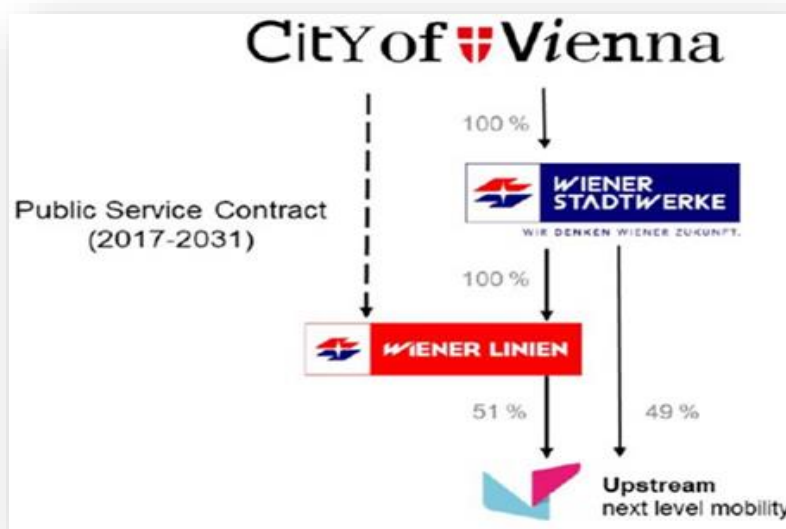 CitY of Vienna
100 %
WIENER
STADTWERKE
WIR DENKEN WIENER ZUKUNFT.
Public Service Contract
(2017-2031)
100 %
WIENER LINIEN
51 %
49 %
Upstream
next level mobility